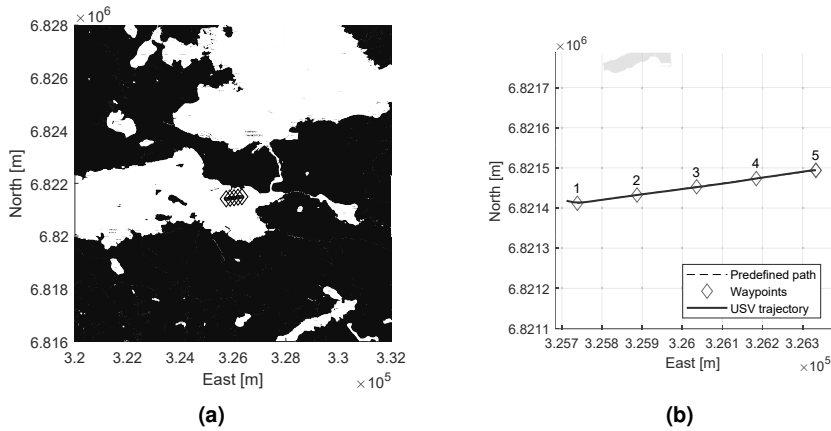 ×10⁶
6.828
6.826
6.824
6.822
6.82
6.818
6.816
North [m]
3.2 3.22 3.24 3.26 3.28 3.3 3.32
East [m]
×10⁵
(a)
×10⁶
6.8217
6.8216
6.8215
6.8214
6.8213
6.8212
6.8211
North [m]
1 2 3 4 5
Predefined path
Waypoints
USV trajectory
3.257 3.258 3.259 3.26 3.261 3.262 3.263
East [m]
×10⁵
(b)